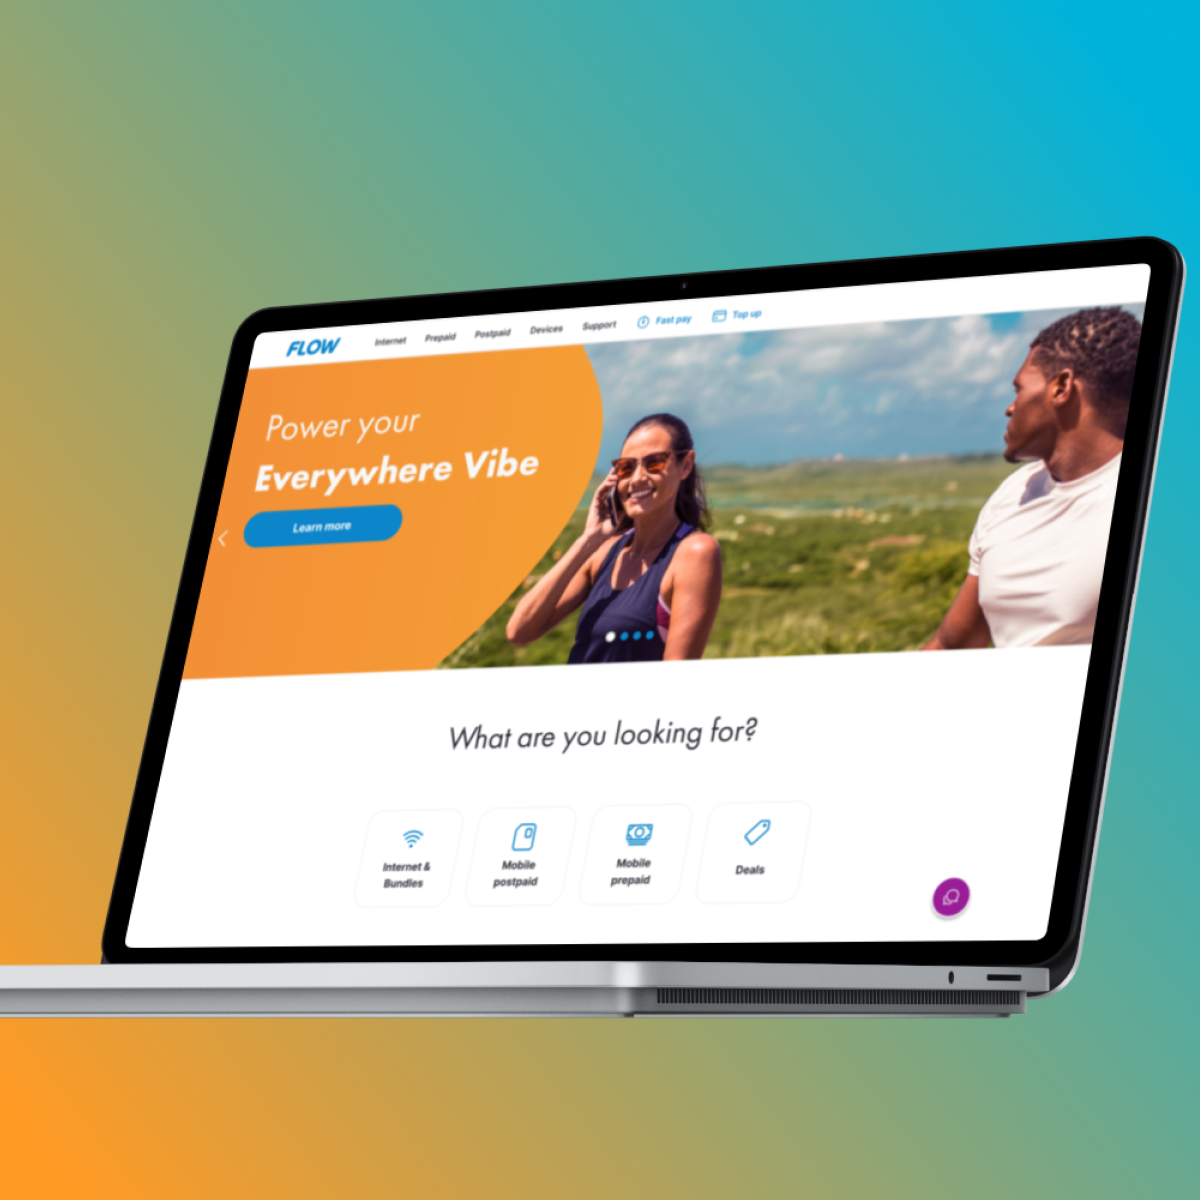 FLOW Internet Prepaid Postpaid Devices Support Fast pay Top up
Power your
Everywhere Vibe
Learn more
What are you looking for?
Internet &
Bundles
Mobile
postpaid
Mobile
prepaid
Deals